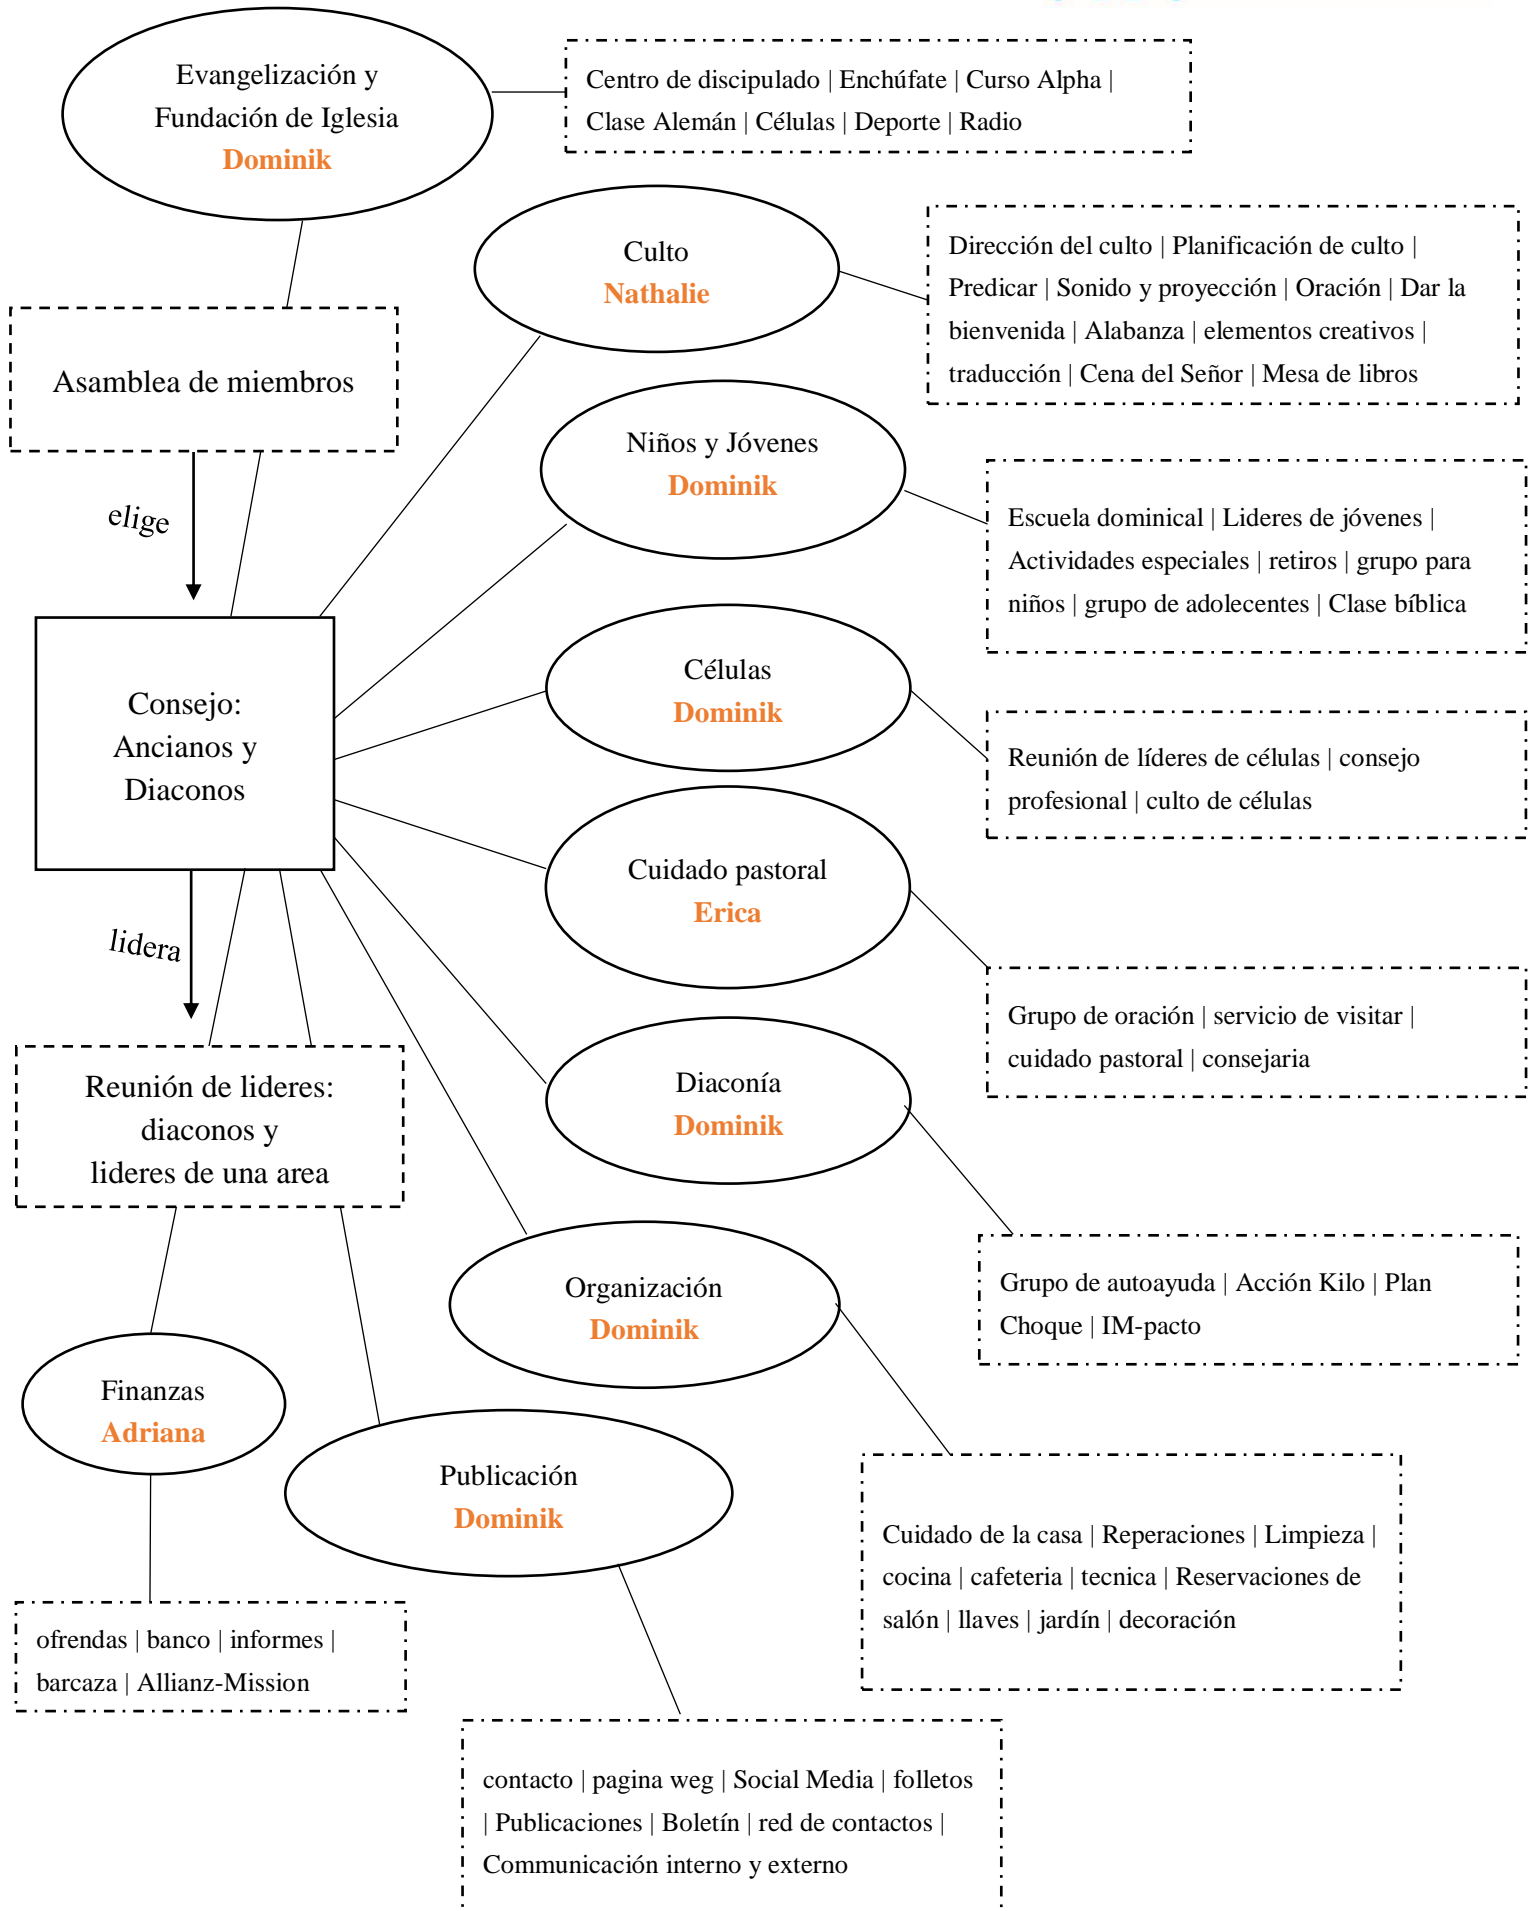 Evangelización y
Fundación de Iglesia
Dominik
Centro de discipulado | Enchúfate | Curso Alpha |
Clase Alemán | Células | Deporte | Radio
Culto
Nathalie
Dirección del culto | Planificación de culto |
Predicar | Sonido y proyección | Oración | Dar la
bienvenida | Alabanza | elementos creativos |
traducción | Cena del Señor | Mesa de libros
Asamblea de miembros
elige
Niños y Jóvenes
Dominik
Escuela dominical | Lideres de jóvenes |
Actividades especiales | retiros | grupo para
niños | grupo de adolecentes | Clase bíblica
Consejo:
Ancianos y
Diaconos
Células
Dominik
Reunión de líderes de células | consejo
profesional | culto de células
Cuidado pastoral
Erica
Grupo de oración | servicio de visitar |
cuidado pastoral | consejaria
lidera
Reunión de lideres:
diaconos y
lideres de una area
Diaconía
Dominik
Grupo de autoayuda | Acción Kilo | Plan
Choque | IM-pacto
Organización
Dominik
Cuidado de la casa | Reperaciones | Limpieza |
cocina | cafeteria | tecnica | Reservaciones de
salón | llaves | jardín | decoración
Finanzas
Adriana
ofrendas | banco | informes |
barcaza | Allianz-Mission
Publicación
Dominik
contacto | pagina weg | Social Media | folletos
| Publicaciones | Boletín | red de contactos |
Communicación interno y externo